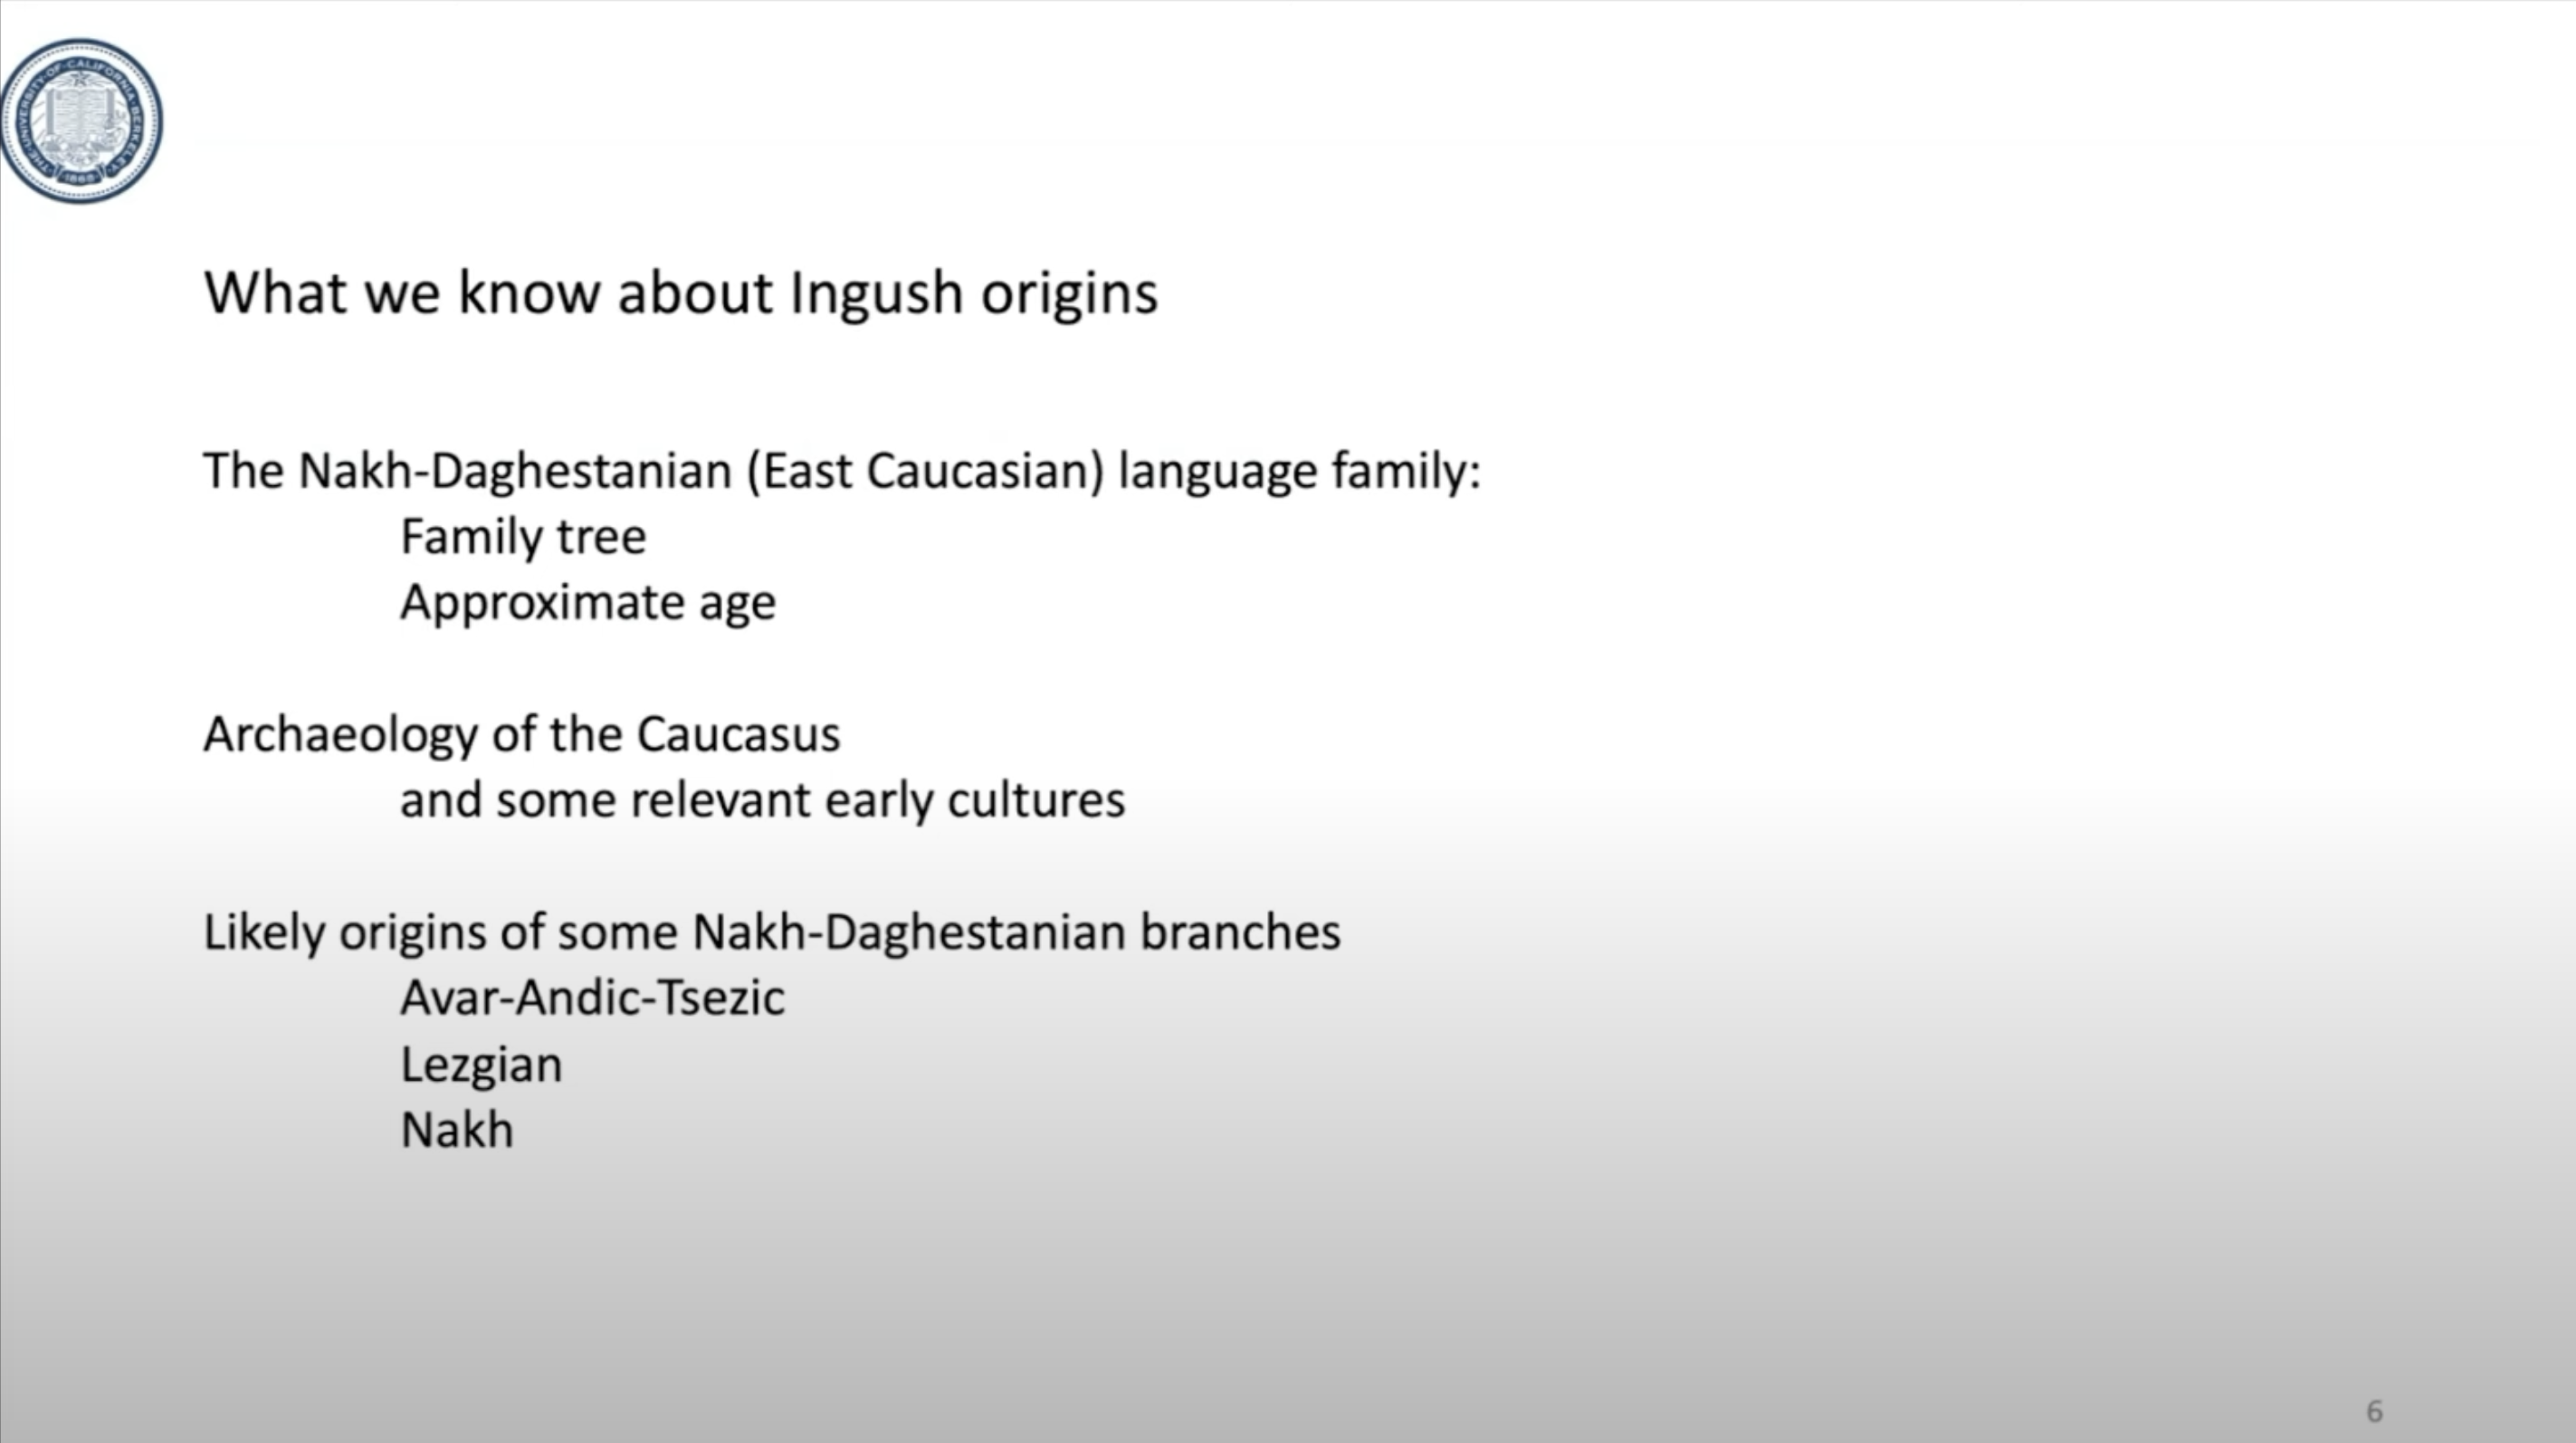 THE·UNIVERSITY·OF·CALIFORNIA·BERKELEY
1868
What we know about Ingush origins
The Nakh-Daghestanian (East Caucasian) language family:
Family tree
Approximate age
Archaeology of the Caucasus
and some relevant early cultures
Likely origins of some Nakh-Daghestanian branches
Avar-Andic-Tsezic
Lezgian
Nakh
6